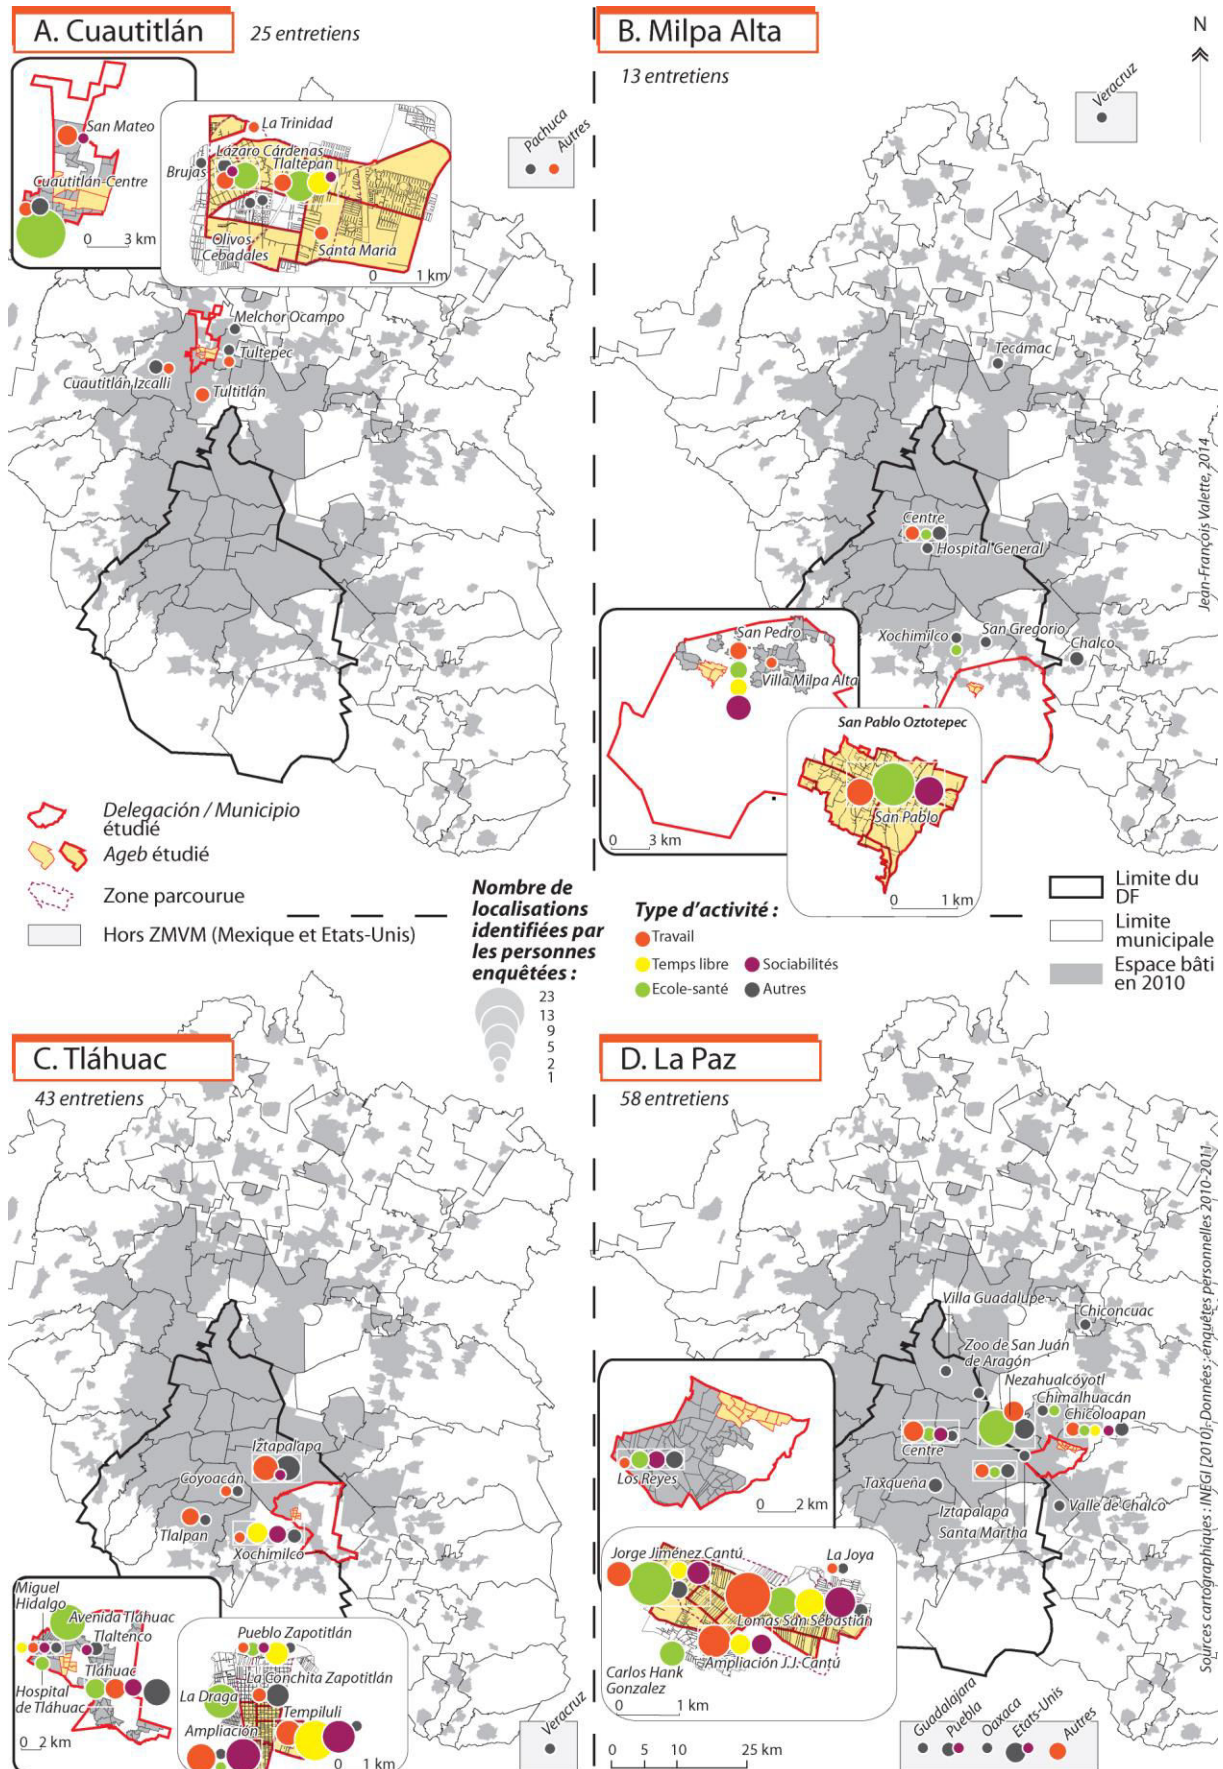 A. Cuautitlán
25 entretiens
San Mateo
Cuautitlán-Centre
0 3 km
La Trinidad
Lázaro Cárdenas
Tlaltepan
Brujas
Olivos
Cebadales
Santa Maria
0 1 km
Pachuca
Autres
Melchor Ocampo
Tultepec
Cuautitlán Izcalli
Tultitlán
B. Milpa Alta
13 entretiens
N
Veracruz
Tecámac
Centre
Hospital General
Xochimilco
San Gregorio
Chalco
San Pedro
Villa Milpa Alta
0 3 km
San Pablo Oztotepec
San Pablo
0 1 km
Jean-François Valette, 2014
Delegación / Municipio
étudié
Ageb étudié
Zone parcourue
Hors ZMVM (Mexique et Etats-Unis)
Nombre de
localisations
identifiées par
les personnes
enquêtées :
23
13
9
5
2
1
Type d'activité :
Travail
Temps libre
Sociabilités
Ecole-santé
Autres
Limite du
DF
Limite
municipale
Espace bâti
en 2010
C. Tláhuac
43 entretiens
Iztapalapa
Coyoacán
Tlalpan
Xochimilco
Miguel
Hidalgo
Avenida Tláhuac
Tlaltenco
Tláhuac
Hospital
de Tláhuac
0 2 km
Pueblo Zapotitlán
La Conchita Zapotitlán
La Draga
Tempiluli
Ampliación
0 1 km
Veracruz
D. La Paz
58 entretiens
Villa Guadalupe
Chiconcuac
Zoo de San Juán
de Aragón
Nezahualcóyotl
Chimalhuacán
Chicoloapan
Centre
Taxqueña
Iztapalapa
Santa Martha
Valle de Chalco
Los Reyes
0 2 km
Jorge Jiménez Cantú
La Joya
Lomas San Sebastián
Ampliación J.J. Cantú
Carlos Hank
Gonzalez
0 1 km
0 5 10 25 km
Guadalajara
Puebla
Oaxaca
Etats-Unis
Autres
Sources cartographiques : INEGI [2010]-Données : enquêtes personnelles 2010-2011